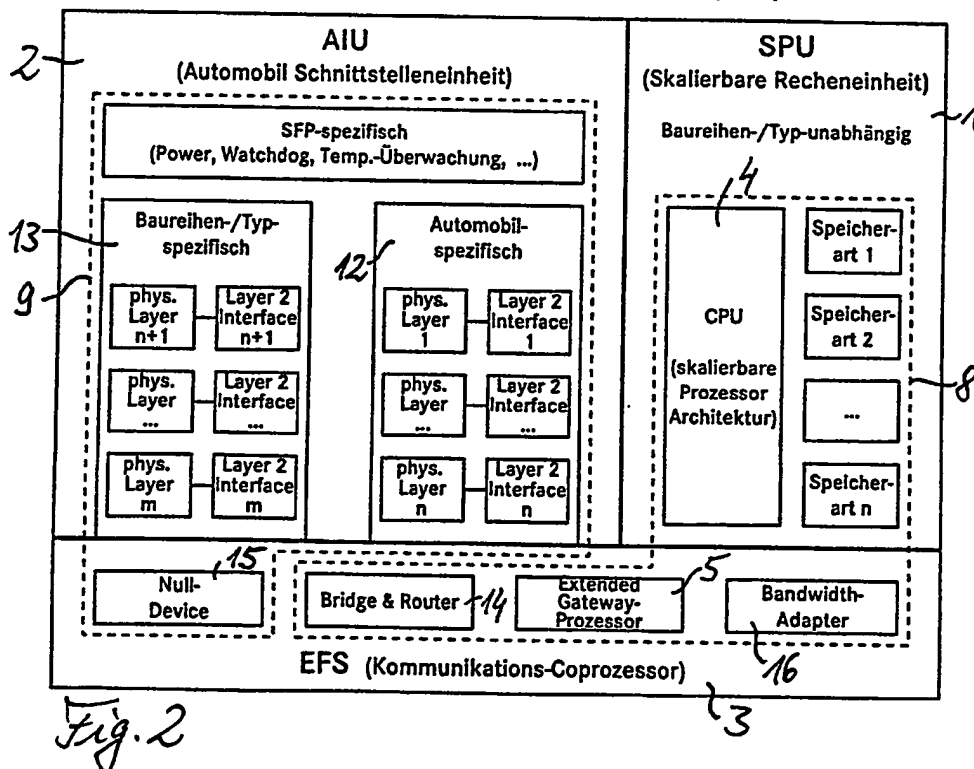 AIU
(Automobil Schnittstelleneinheit)
2
SFP-spezifisch
(Power, Watchdog, Temp.-Überwachung, ...)
13
9
Baureihen-/Typ-
spezifisch
phys.
Layer
n+1
Layer 2
Interface
n+1
phys.
Layer
...
Layer 2
Interface
...
phys.
Layer
m
Layer 2
Interface
m
12
Automobil-
spezifisch
phys.
Layer
1
Layer 2
Interface
1
phys.
Layer
...
Layer 2
Interface
...
phys.
Layer
n
Layer 2
Interface
n
SPU
(Skalierbare Recheneinheit)
1
Baureihen-/Typ-unabhängig
4
CPU
(skalierbare
Prozessor
Architektur)
Speicher-
art 1
Speicher-
art 2
...
Speicher-
art n
8
15
Null-
Device
Bridge & Router
14
Extended
Gateway-
Prozessor
5
Bandwidth-
Adapter
16
EFS (Kommunikations-Coprozessor)
3
Fig. 2